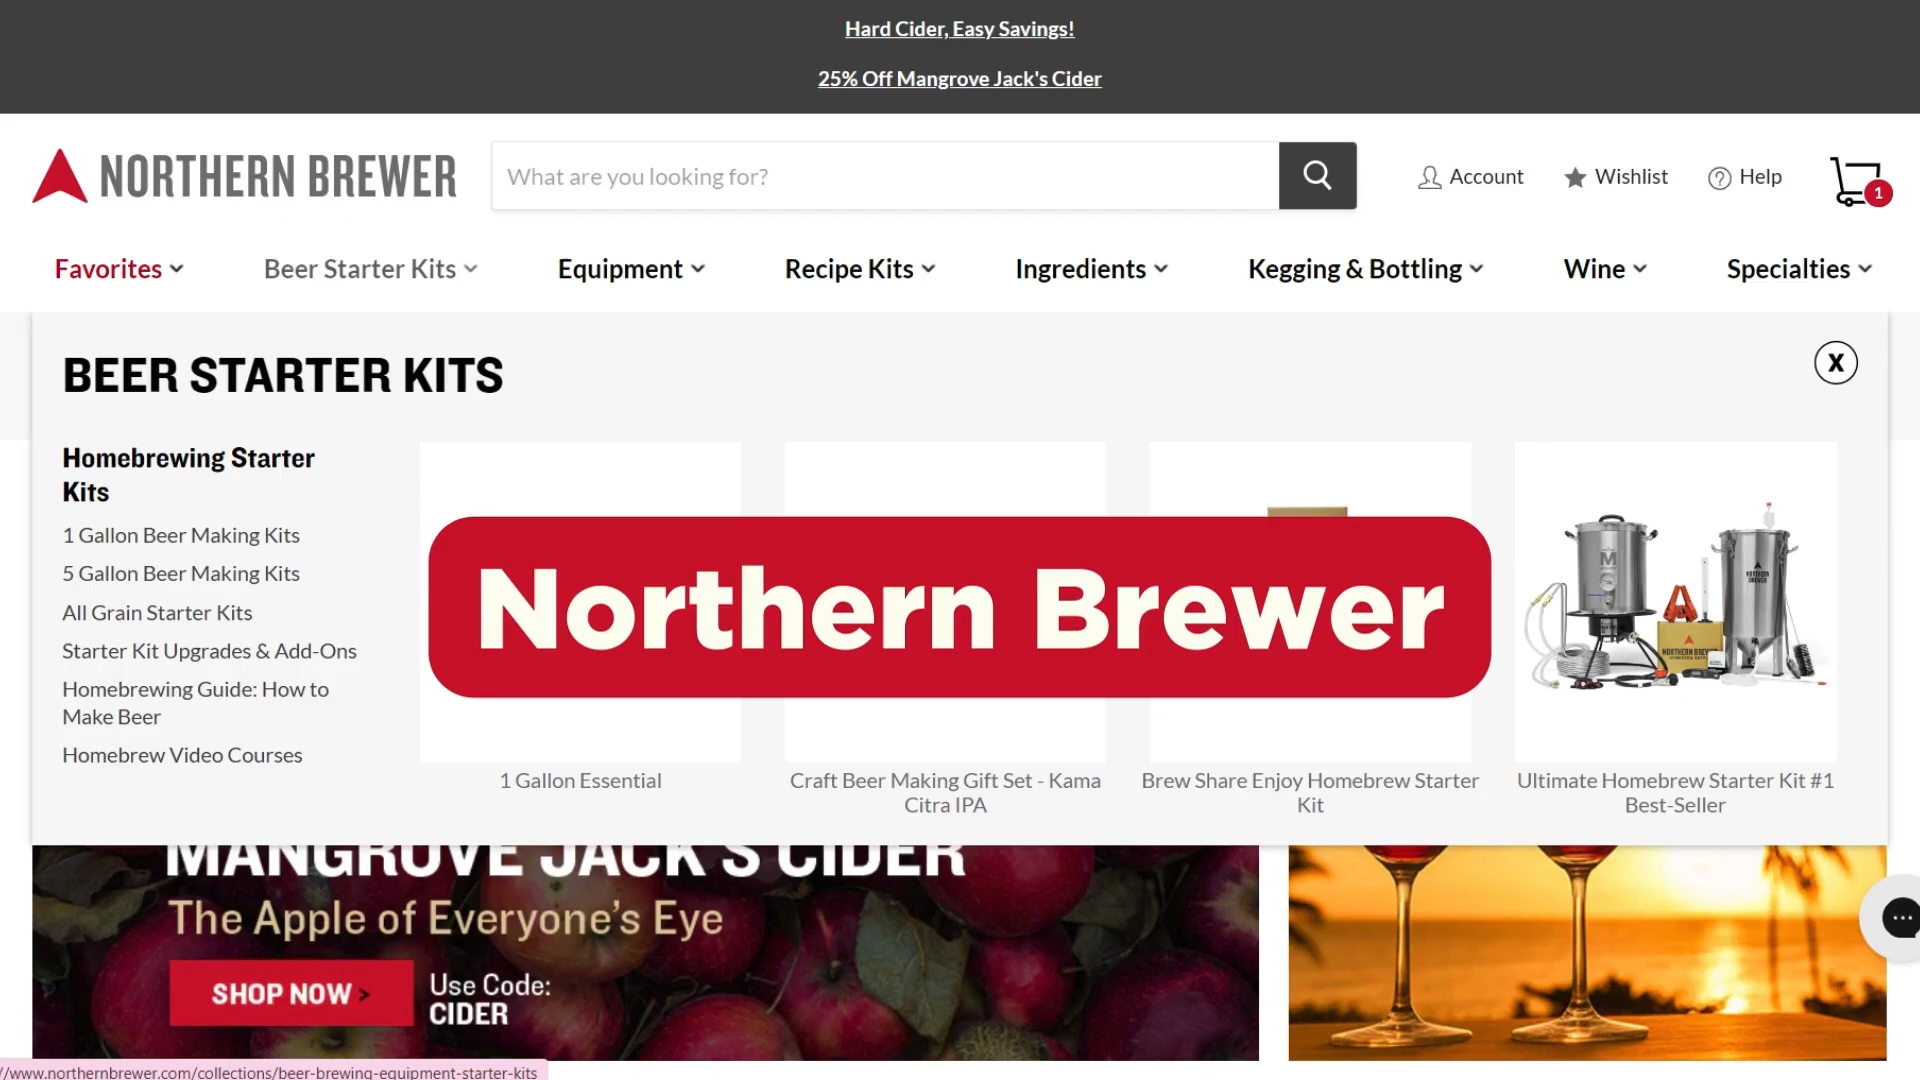 Hard Cider, Easy Savings!
25% Off Mangrove Jack's Cider
NORTHERN BREWER
What are you looking for?
Account
Wishlist
Help
1
Favorites
Beer Starter Kits
Equipment
Recipe Kits
Ingredients
Kegging & Bottling
Wine
Specialties
BEER STARTER KITS
X
Homebrewing Starter
Kits
1 Gallon Beer Making Kits
5 Gallon Beer Making Kits
All Grain Starter Kits
Starter Kit Upgrades & Add-Ons
Homebrewing Guide: How to
Make Beer
Homebrew Video Courses
Northern Brewer
M
NORTHERN
BREWER
NORTHERN BREWER
1 Gallon Essential
Craft Beer Making Gift Set - Kama
Citra IPA
Brew Share Enjoy Homebrew Starter
Kit
Ultimate Homebrew Starter Kit #1
Best-Seller
MANGROVE JACK'S CIDER
The Apple of Everyone's Eye
SHOP NOW >
Use Code:
CIDER
//www.northernbrewer.com/collections/beer-brewing-equipment-starter-kits